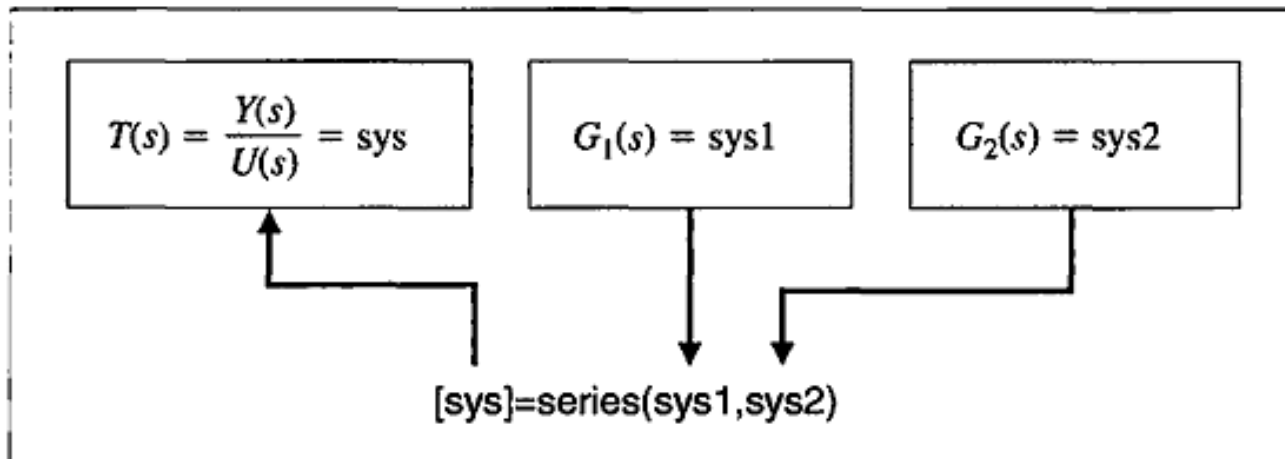 T(s) = Y(s)/U(s) = sys
G₁(s) = sys1
G₂(s) = sys2
[sys]=series(sys1,sys2)